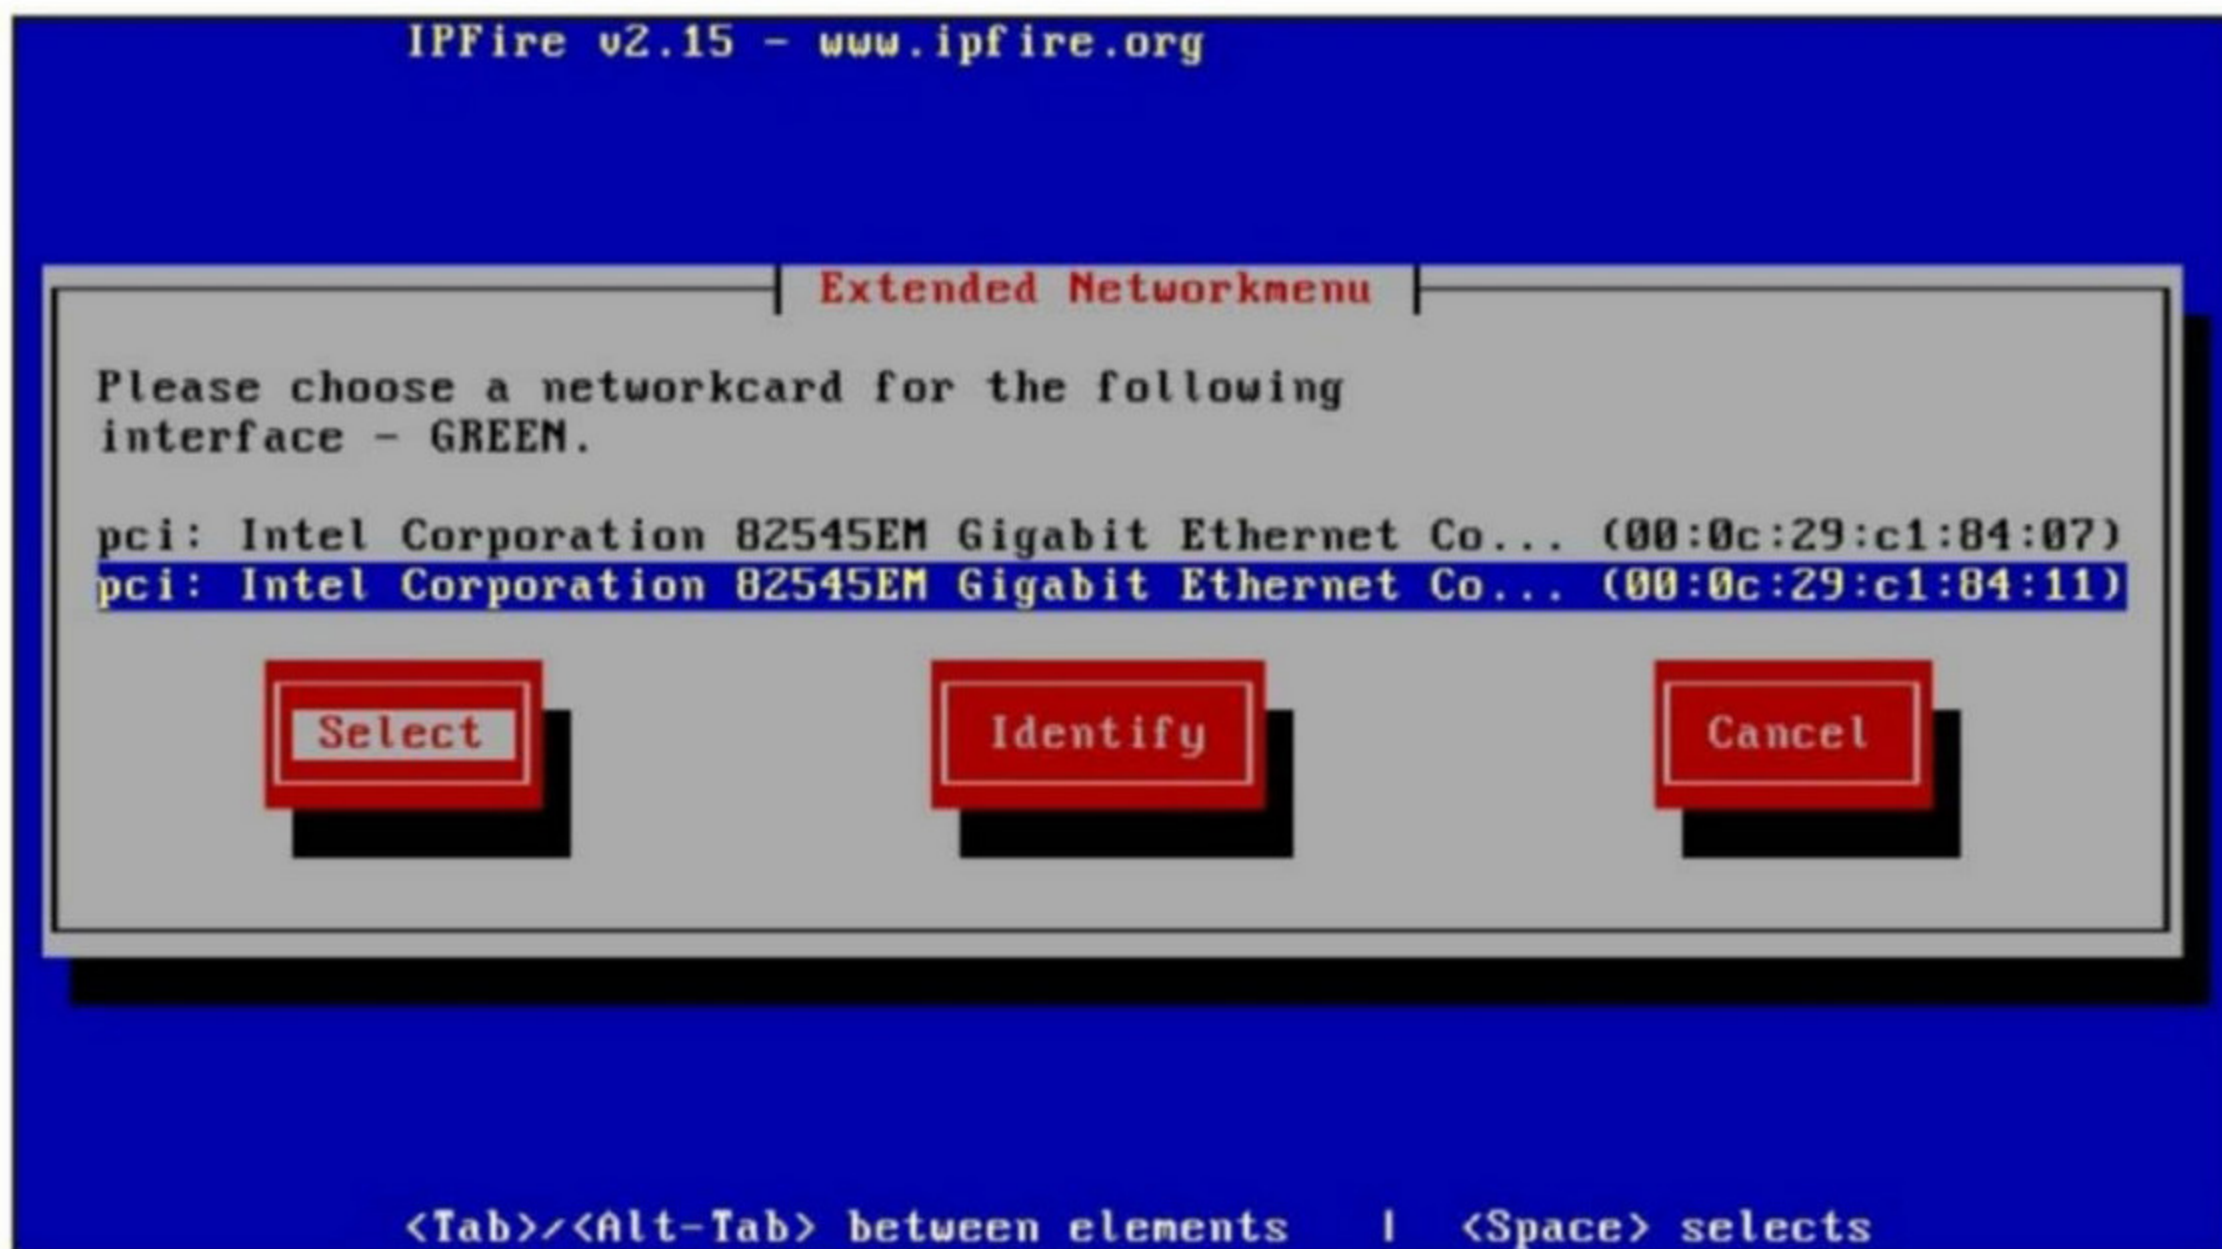 IPFire v2.15 - www.ipfire.org
Extended Networkmenu
Please choose a networkcard for the following
interface - GREEN.
pci: Intel Corporation 82545EM Gigabit Ethernet Co... (00:0c:29:c1:84:07)
pci: Intel Corporation 82545EM Gigabit Ethernet Co... (00:0c:29:c1:84:11)
Select Identify Cancel
<Tab>/<Alt-Tab> between elements | <Space> selects